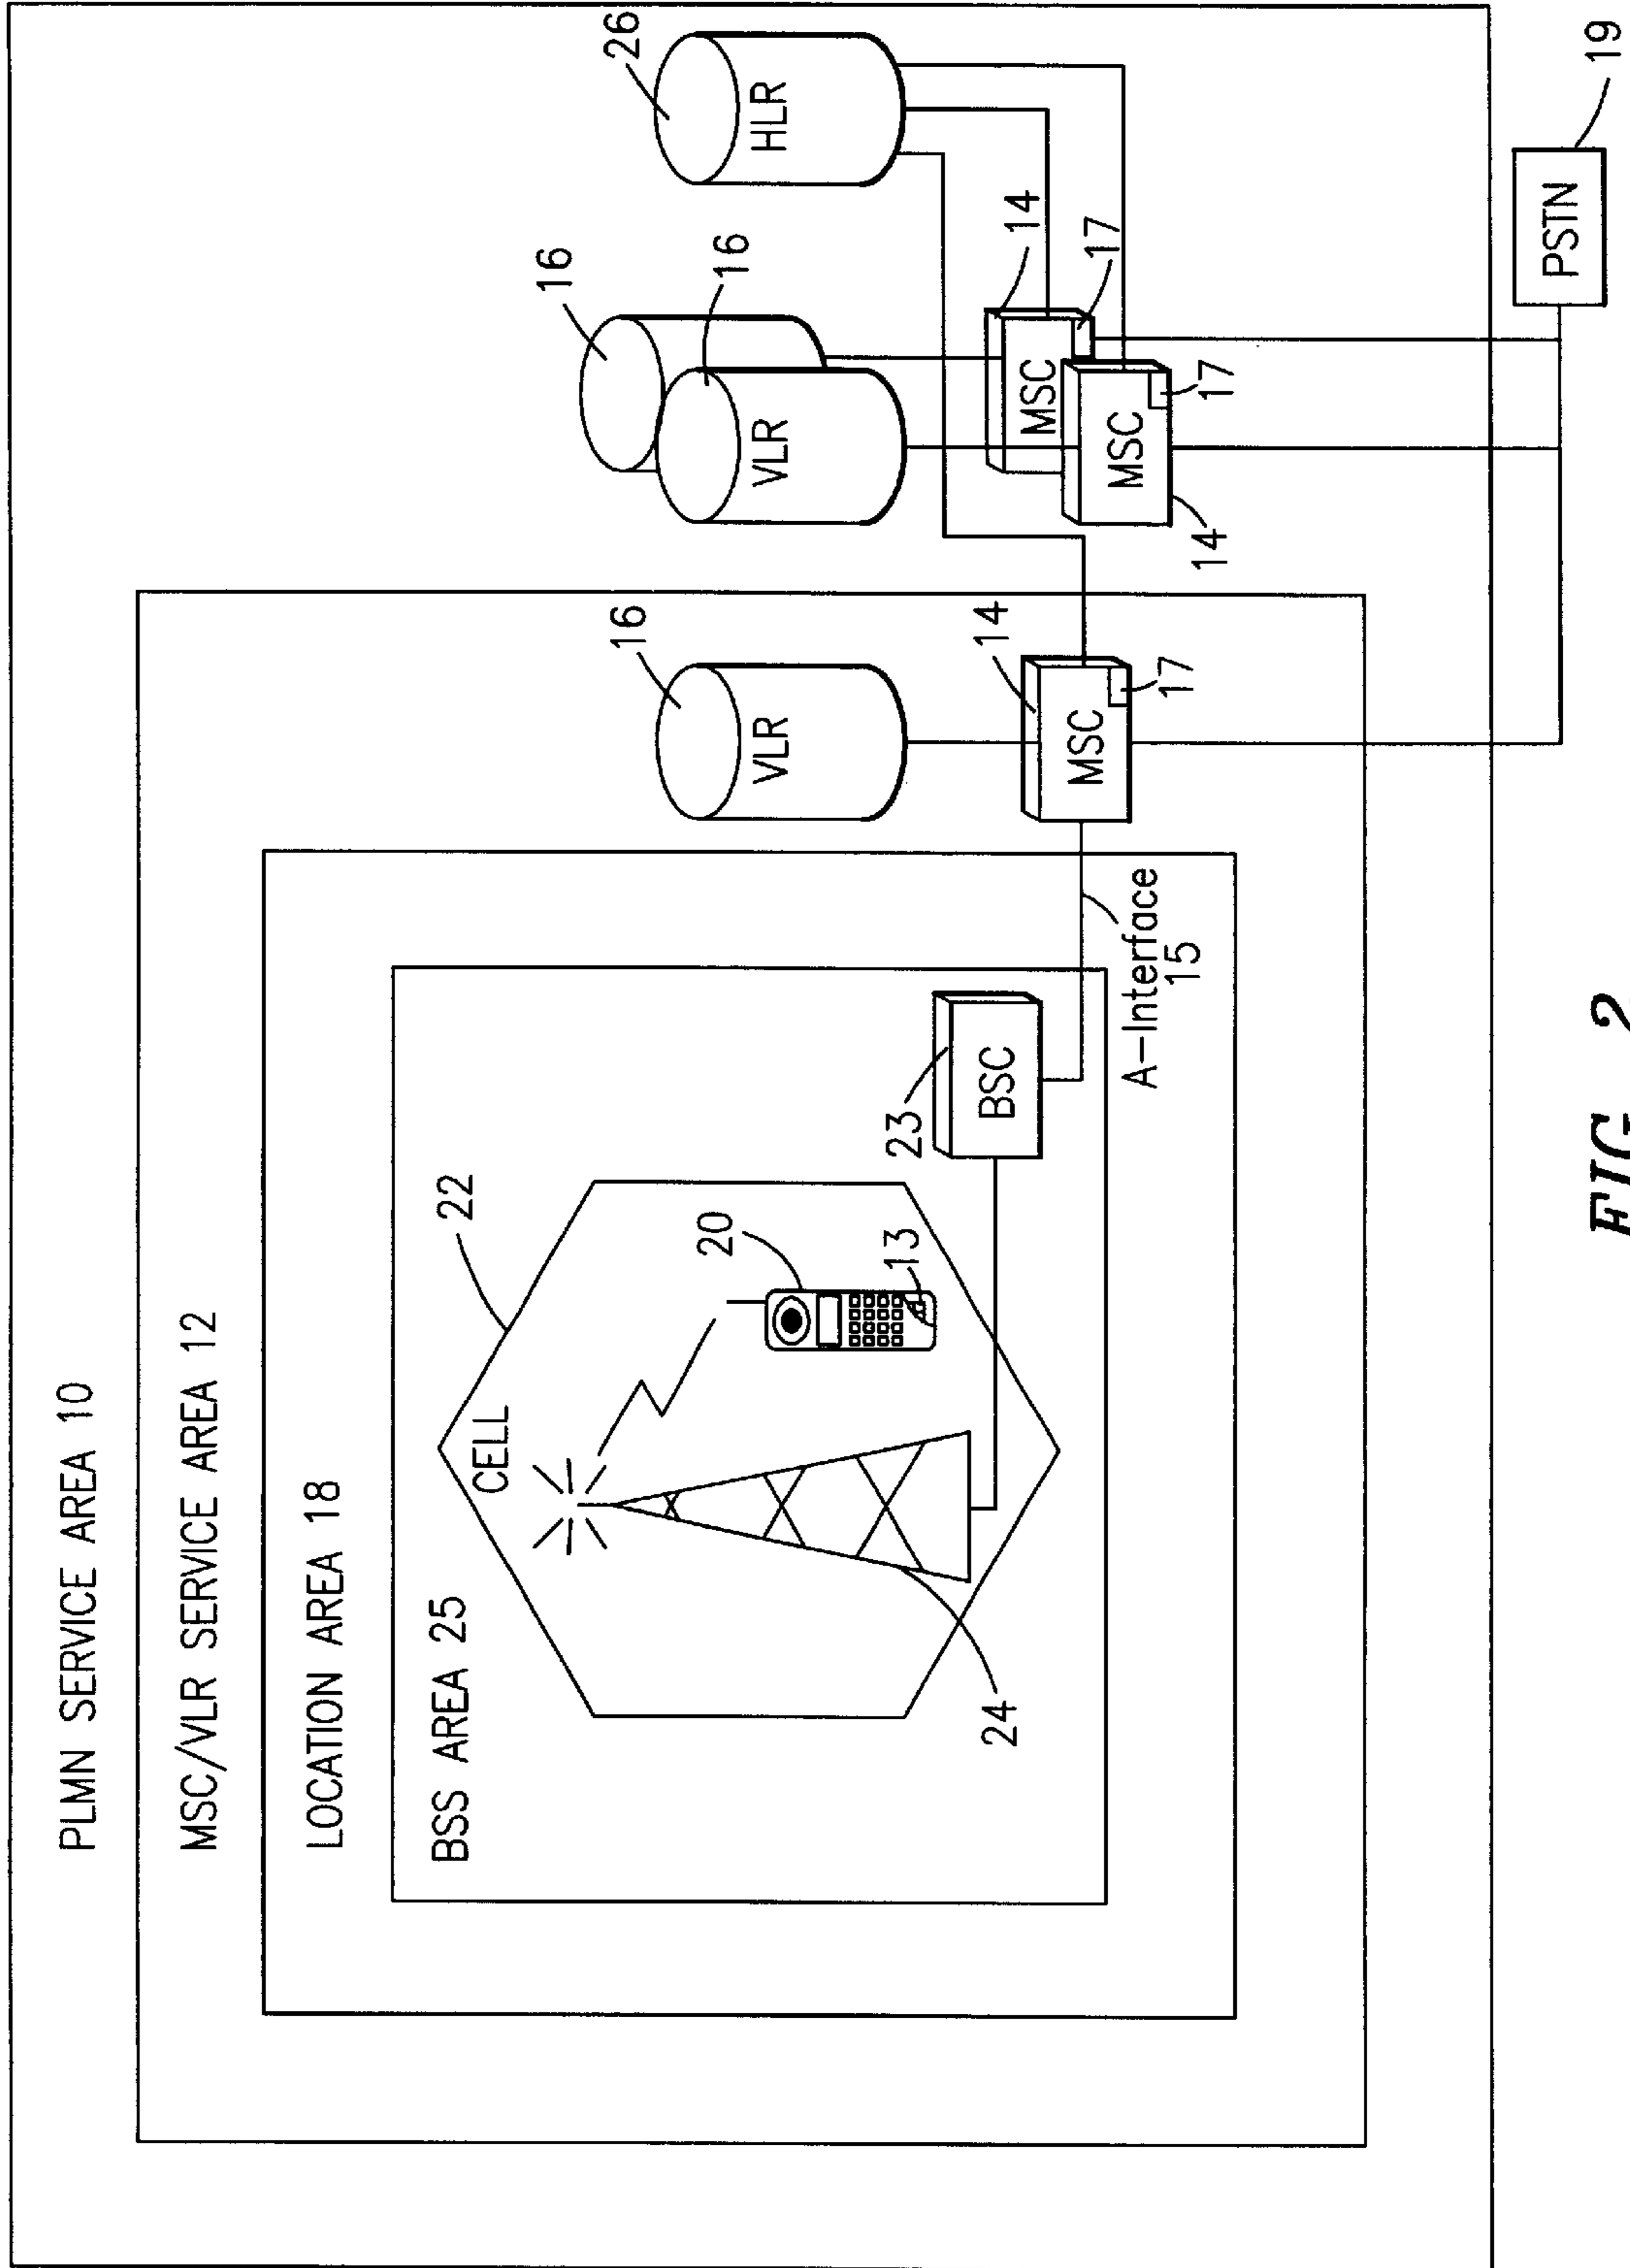 PLMN SERVICE AREA 10
MSC/VLR SERVICE AREA 12
LOCATION AREA 18
BSS AREA 25
CELL
22
20
13
24
23
BSC
A-Interface
15
16
VLR
14
MSC
17
16
16
VLR
14
MSC
17
MSC
17
14
26
HLR
PSTN
19
FIG. 2